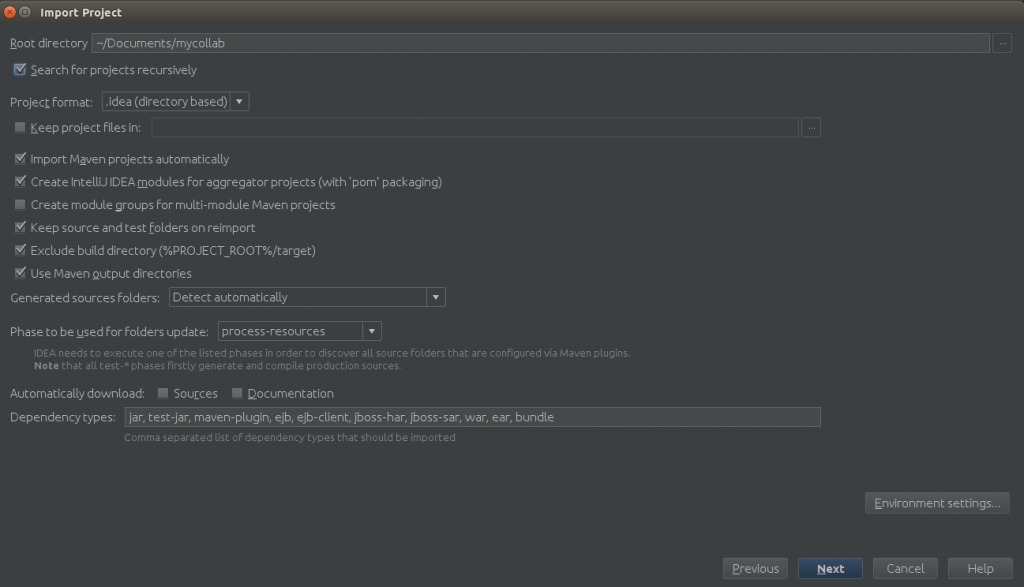 Import Project
Root directory ~/Documents/mycollab ...
Search for projects recursively
Project format: .idea (directory based)
Keep project files in: ...
Import Maven projects automatically
Create IntelliJ IDEA modules for aggregator projects (with 'pom' packaging)
Create module groups for multi-module Maven projects
Keep source and test folders on reimport
Exclude build directory (%PROJECT_ROOT%/target)
Use Maven output directories
Generated sources folders: Detect automatically
Phase to be used for folders update: process-resources
IDEA needs to execute one of the listed phases in order to discover all source folders that are configured via Maven plugins.
Note that all test-* phases firstly generate and compile production sources.
Automatically download: Sources Documentation
Dependency types: jar, test-jar, maven-plugin, ejb, ejb-client, jboss-har, jboss-sar, war, ear, bundle
Comma separated list of dependency types that should be imported
Environment settings...
Previous Next Cancel Help